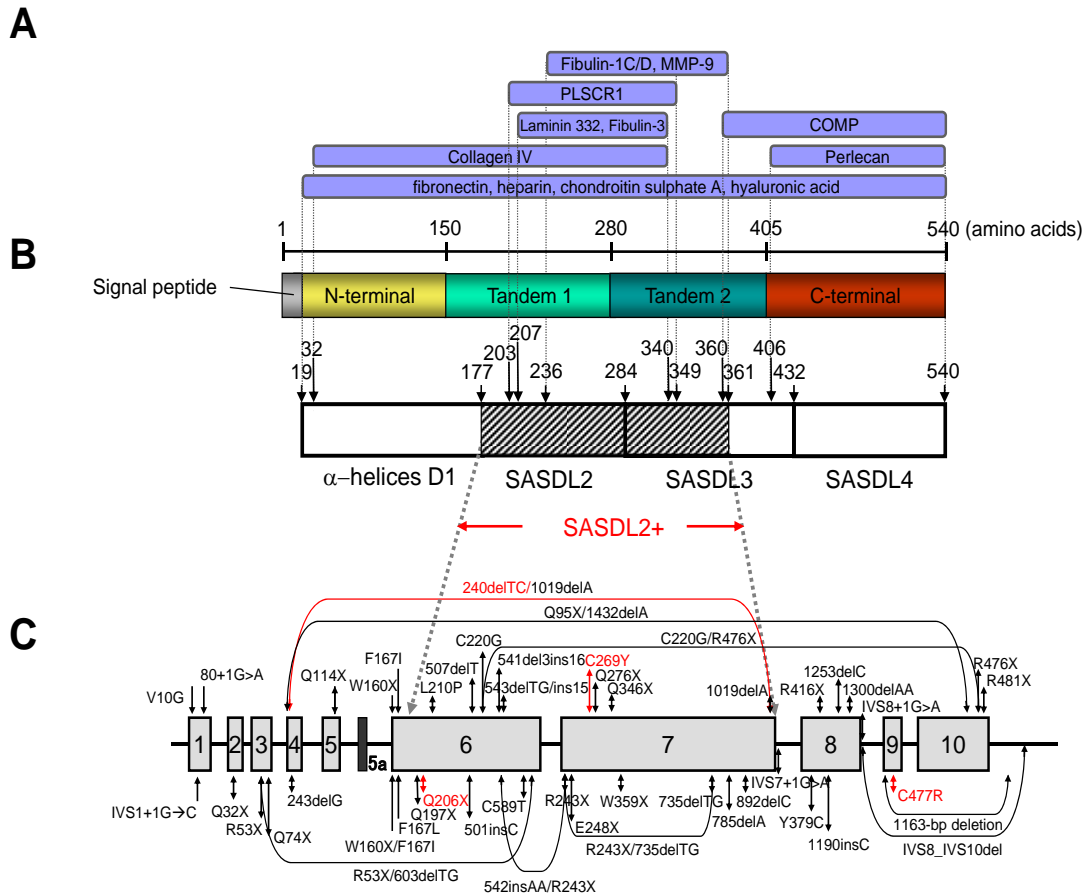 A
Fibulin-1C/D, MMP-9
PLSCR1
Laminin 332, Fibulin-3
COMP
Collagen IV
Perlecan
fibronectin, heparin, chondroitin sulphate A, hyaluronic acid
1 150 280 405 540 (amino acids)
B
Signal peptide
N-terminal Tandem 1 Tandem 2 C-terminal
207
32 203 340 360 406
19 177 236 284 349 361 432 540
α–helices D1 SASDL2 SASDL3 SASDL4
SASDL2+
240delTC/1019delA
Q95X/1432delA
C
C220G C220G/R476X
F167I 507delT 541del3ins16 C269Y 1253delC R476X
80+1G>A Q114X W160X L210P 543delTG/ins15 Q276X R481X
V10G Q346X 1019delA R416X 1300delAA
IVS8+1G>A
1 2 3 4 5 5a 6 7 8 9 10
IVS7+1G>A
IVS1+1G→C Q32X 243delG Q206X C589T R243X W359X 735delTG 892delC C477R
R53X Q197X E248X 785delA Y379C
Q74X F167L 501insC 1163-bp deletion
W160X/F167I R243X/735delTG 1190insC IVS8_IVS10del
R53X/603delTG
542insAA/R243X